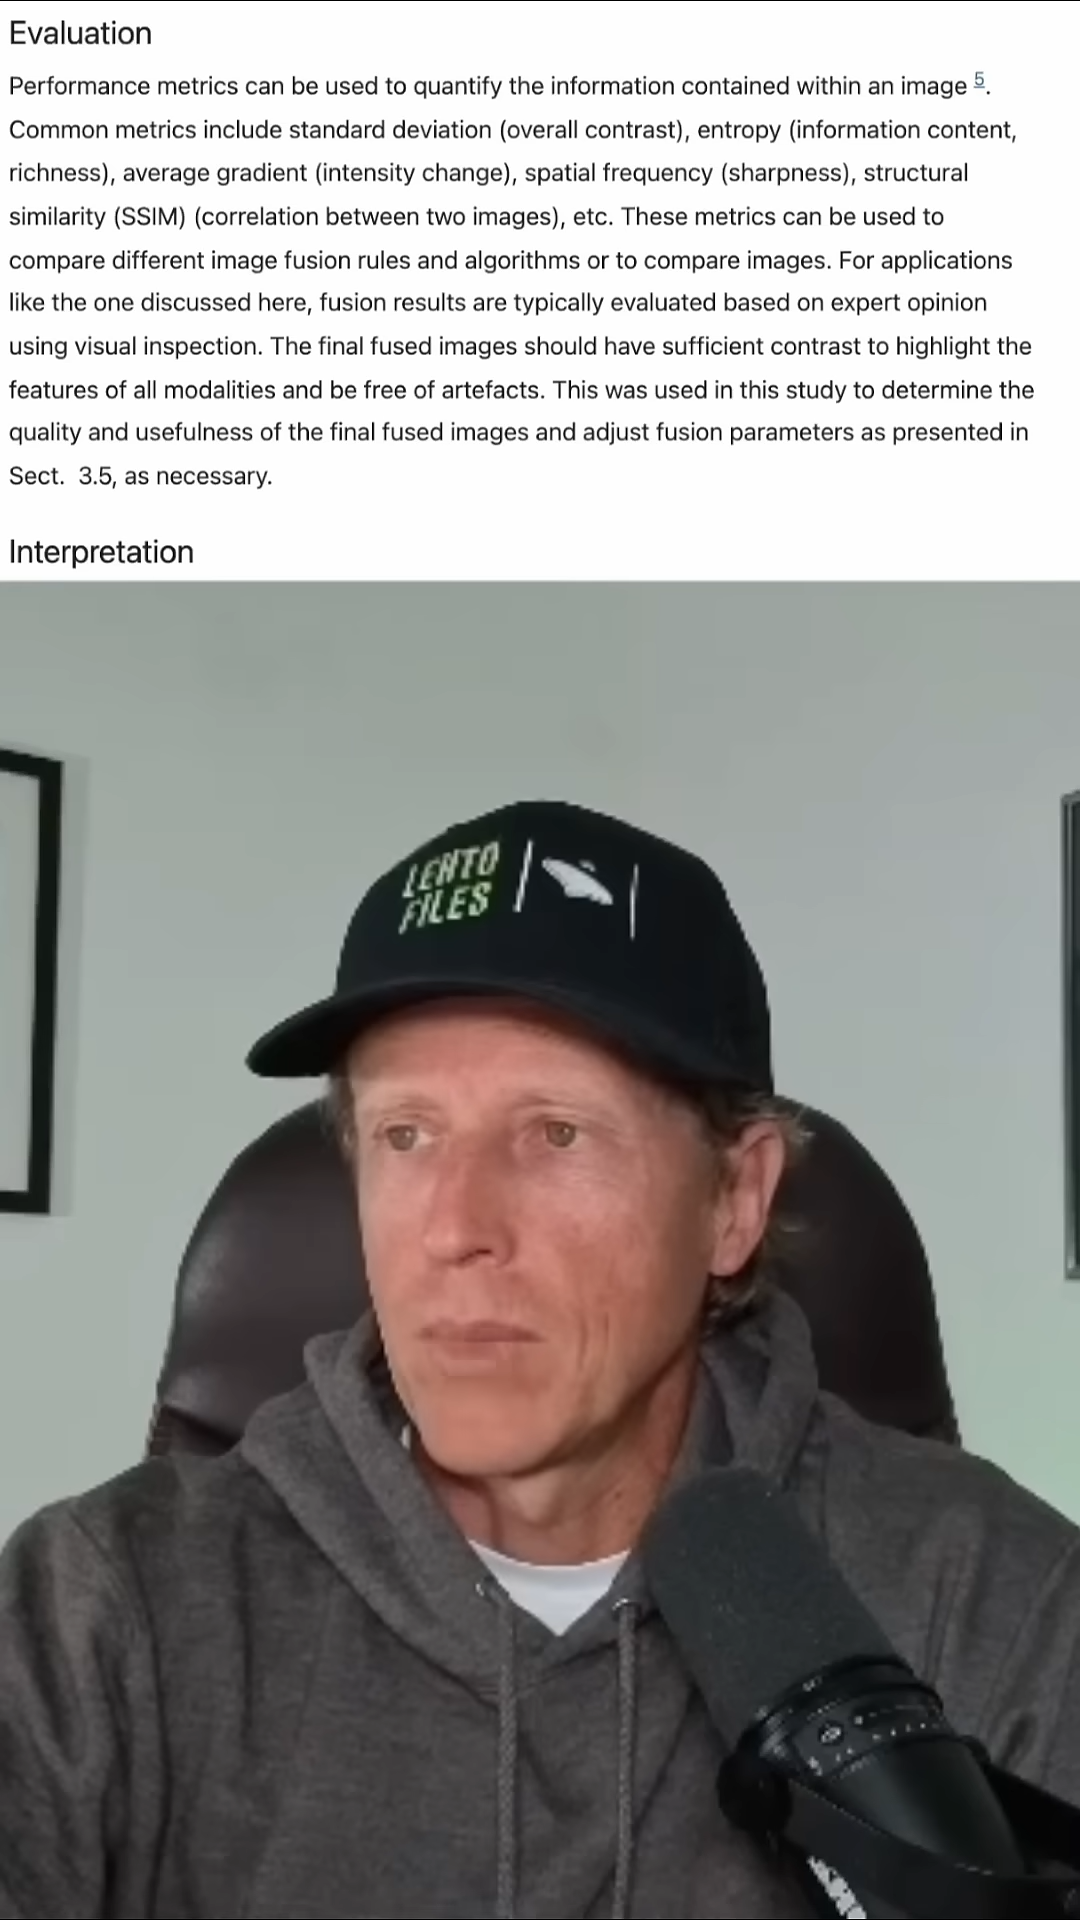 Evaluation
Performance metrics can be used to quantify the information contained within an image 5.
Common metrics include standard deviation (overall contrast), entropy (information content,
richness), average gradient (intensity change), spatial frequency (sharpness), structural
similarity (SSIM) (correlation between two images), etc. These metrics can be used to
compare different image fusion rules and algorithms or to compare images. For applications
like the one discussed here, fusion results are typically evaluated based on expert opinion
using visual inspection. The final fused images should have sufficient contrast to highlight the
features of all modalities and be free of artefacts. This was used in this study to determine the
quality and usefulness of the final fused images and adjust fusion parameters as presented in
Sect. 3.5, as necessary.
Interpretation
LEHTO
FILES